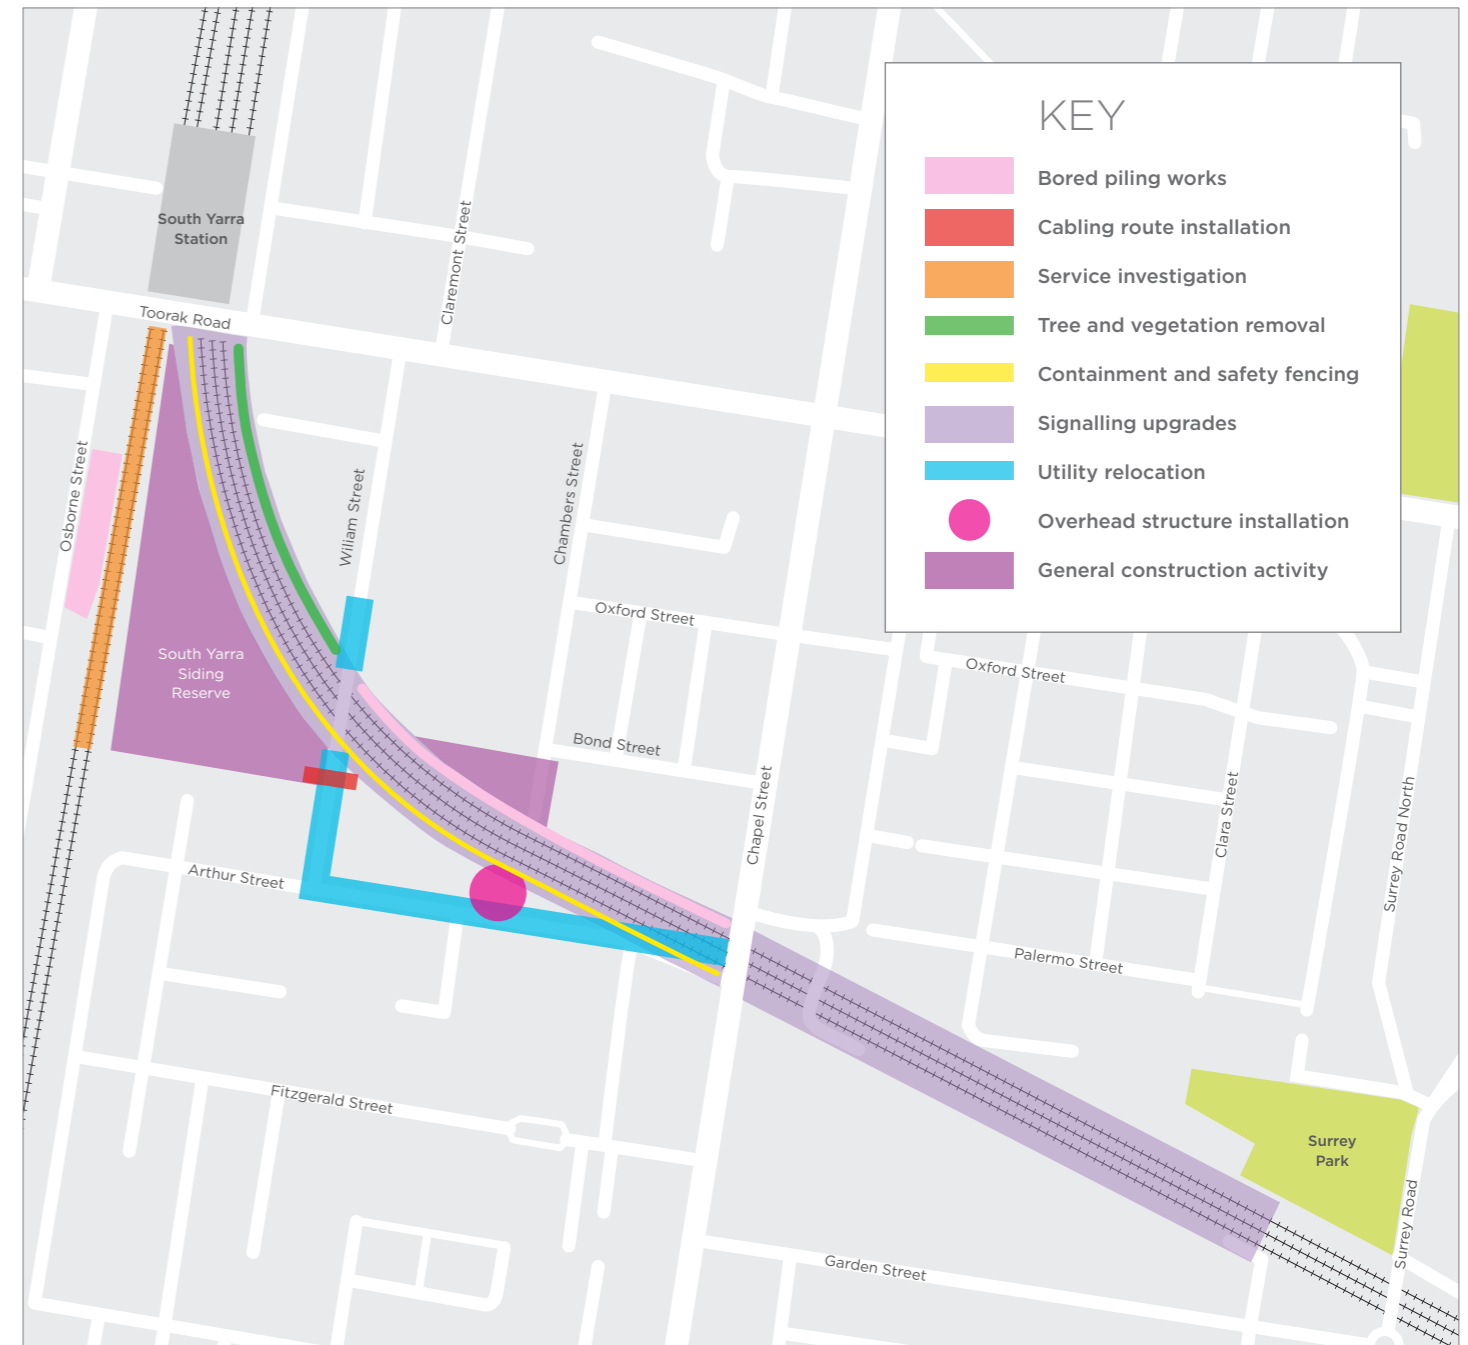 KEY
Bored piling works
Cabling route installation
Service investigation
Tree and vegetation removal
Containment and safety fencing
Signalling upgrades
Utility relocation
Overhead structure installation
General construction activity
South Yarra
Station
Toorak Road
Claremont Street
Osborne Street
Wiliam Street
Chambers Street
Oxford Street
Oxford Street
South Yarra
Siding
Reserve
Bond Street
Chapel Street
Clara Street
Surrey Road North
Arthur Street
Palermo Street
Fitzgerald Street
Surrey
Park
Surrey Road
Garden Street